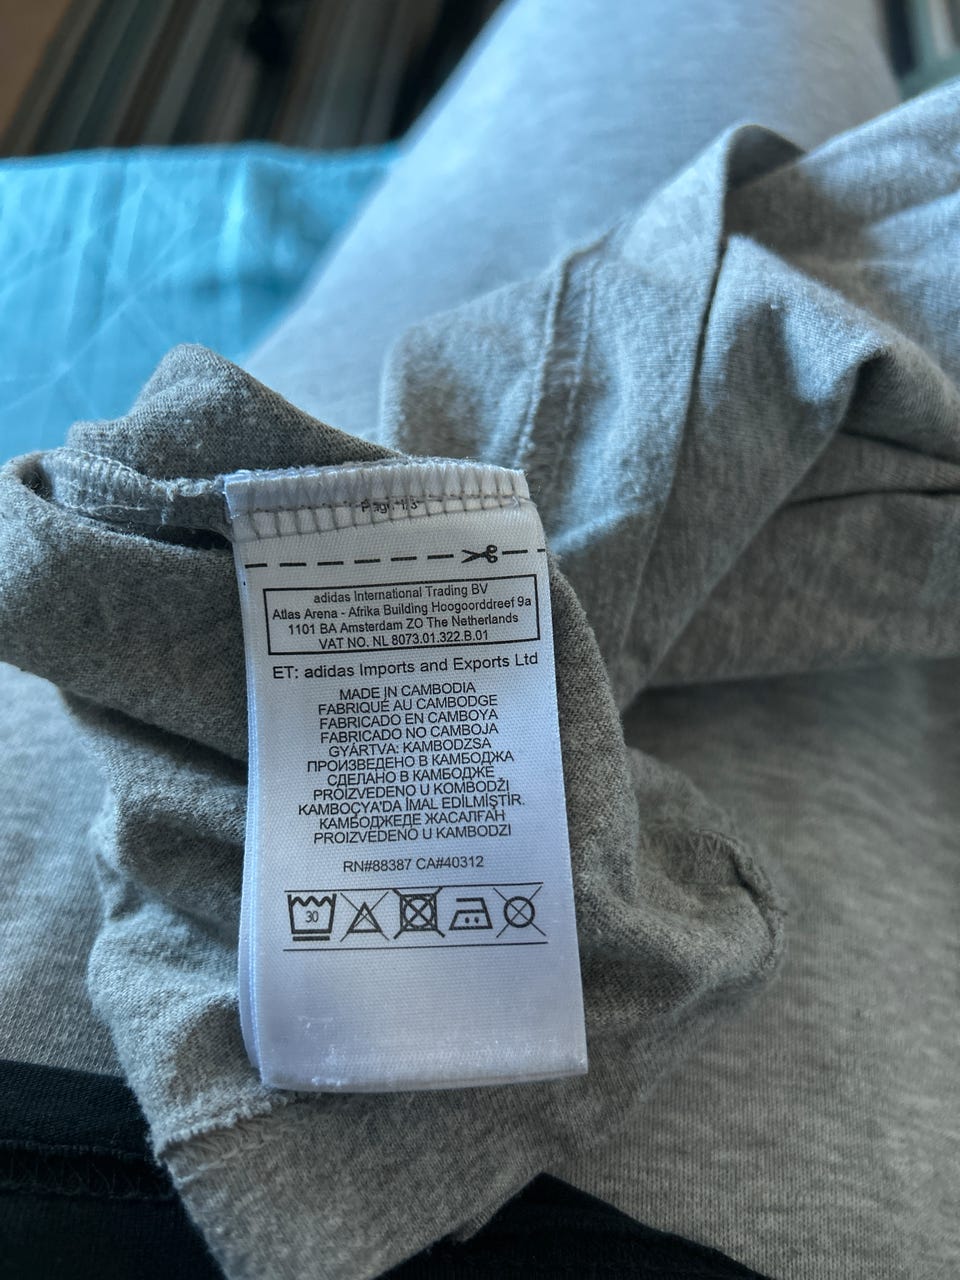 Page 1/3
adidas International Trading BV
Atlas Arena - Afrika Building Hoogoorddreef 9a
1101 BA Amsterdam ZO The Netherlands
VAT NO. NL 8073.01.322.B.01
ET: adidas Imports and Exports Ltd
MADE IN CAMBODIA
FABRIQUÉ AU CAMBODGE
FABRICADO EN CAMBOYA
FABRICADO NO CAMBOJA
GYÁRTVA: KAMBODZSA
ПРОИЗВЕДЕНО В КАМБОДЖА
СДЕЛАНО В КАМБОДЖЕ
PROIZVEDENO U KOMBODŽI
KAMBOÇYA'DA İMAL EDİLMİŞTİR.
КАМБОДЖЕДЕ ЖАСАЛҒАН
PROIZVEDENO U KAMBODZI
RN#88387 CA#40312
30